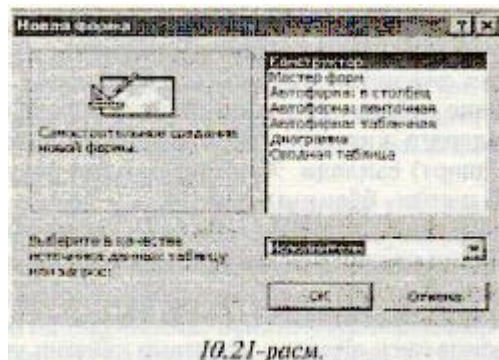 Новая форма
Конструктор
Мастер форм
Автоформа: в столбец
Автоформа: ленточная
Автоформа: табличная
Диаграмма
Сводная таблица
Самостоятельное создание
новой формы.
Выберите в качестве
источника данных таблицу
или запрос:
OK
Отмена
10.21-расм.